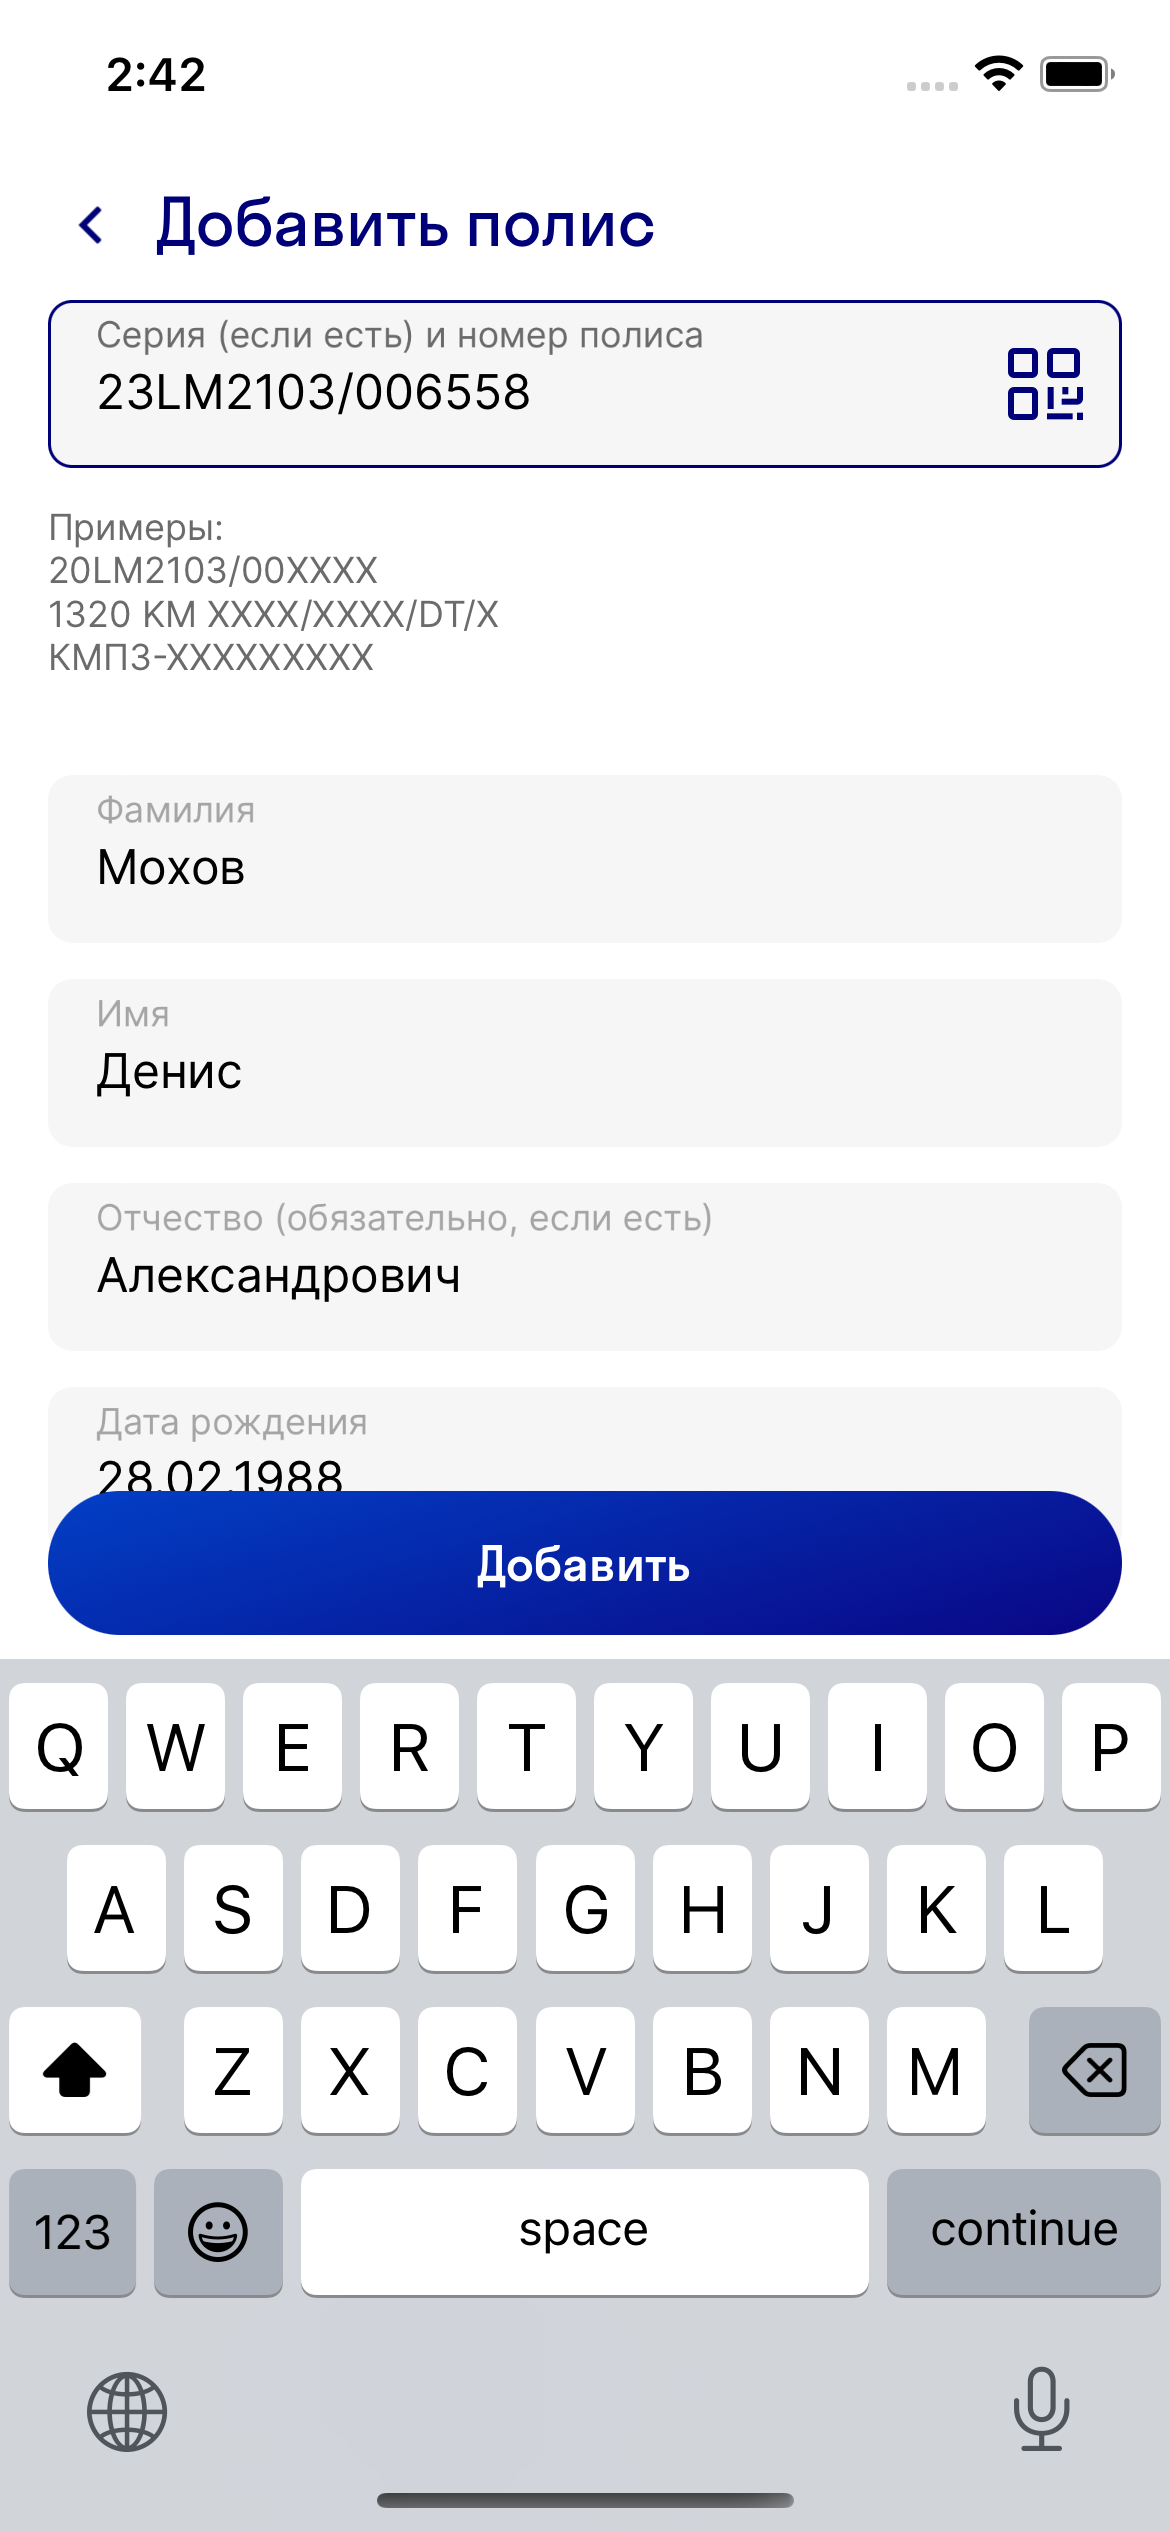 2:42
Добавить полис
Серия (если есть) и номер полиса
23LM2103/006558
Примеры:
20LM2103/00XXXX
1320 KM XXXX/XXXX/DT/X
КМПЗ-XXXXXXXXX
Фамилия
Мохов
Имя
Денис
Отчество (обязательно, если есть)
Александрович
Дата рождения
28.02.1988
Добавить
Q W E R T Y U I O P
A S D F G H J K L
Z X C V B N M
123 space continue